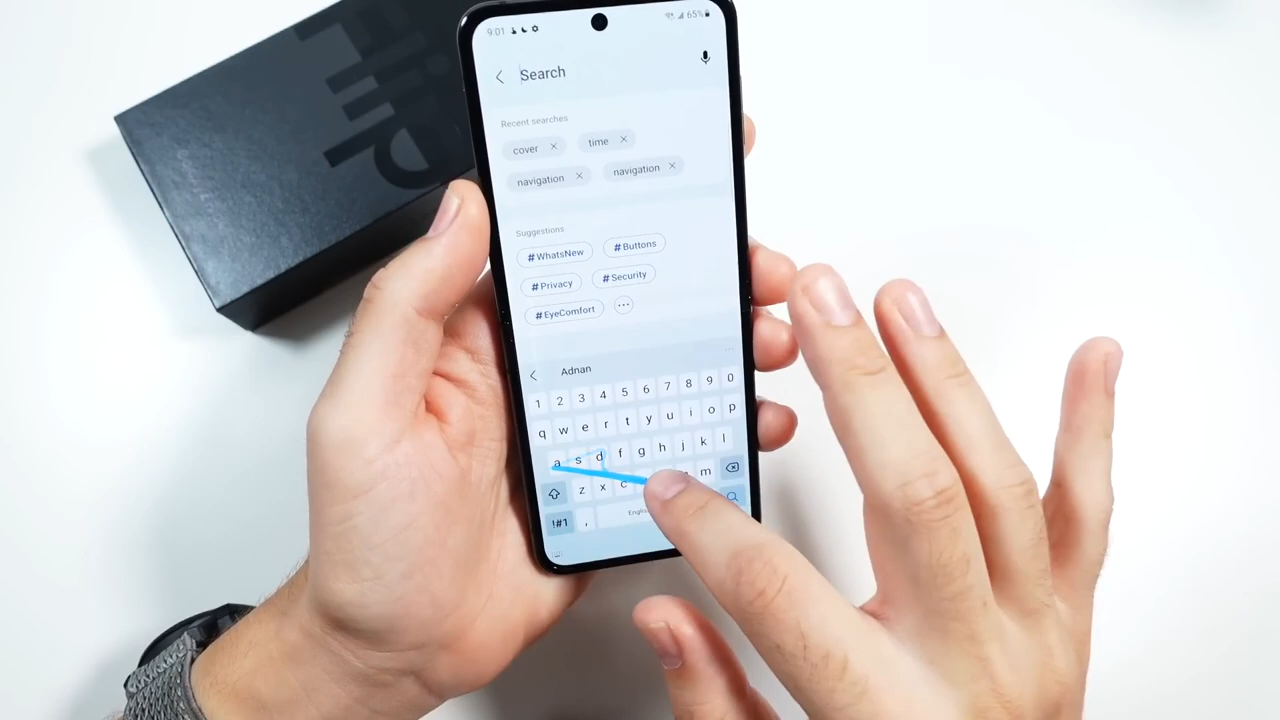 Flip
9:01 65%
Search
Recent searches
cover × time ×
navigation × navigation ×
Suggestions
#WhatsNew #Buttons
#Privacy #Security
#EyeComfort ...
Adnan
1 2 3 4 5 6 7 8 9 0
q w e r t y u i o p
a s d f g h j k l
z x c m
!#1 ,